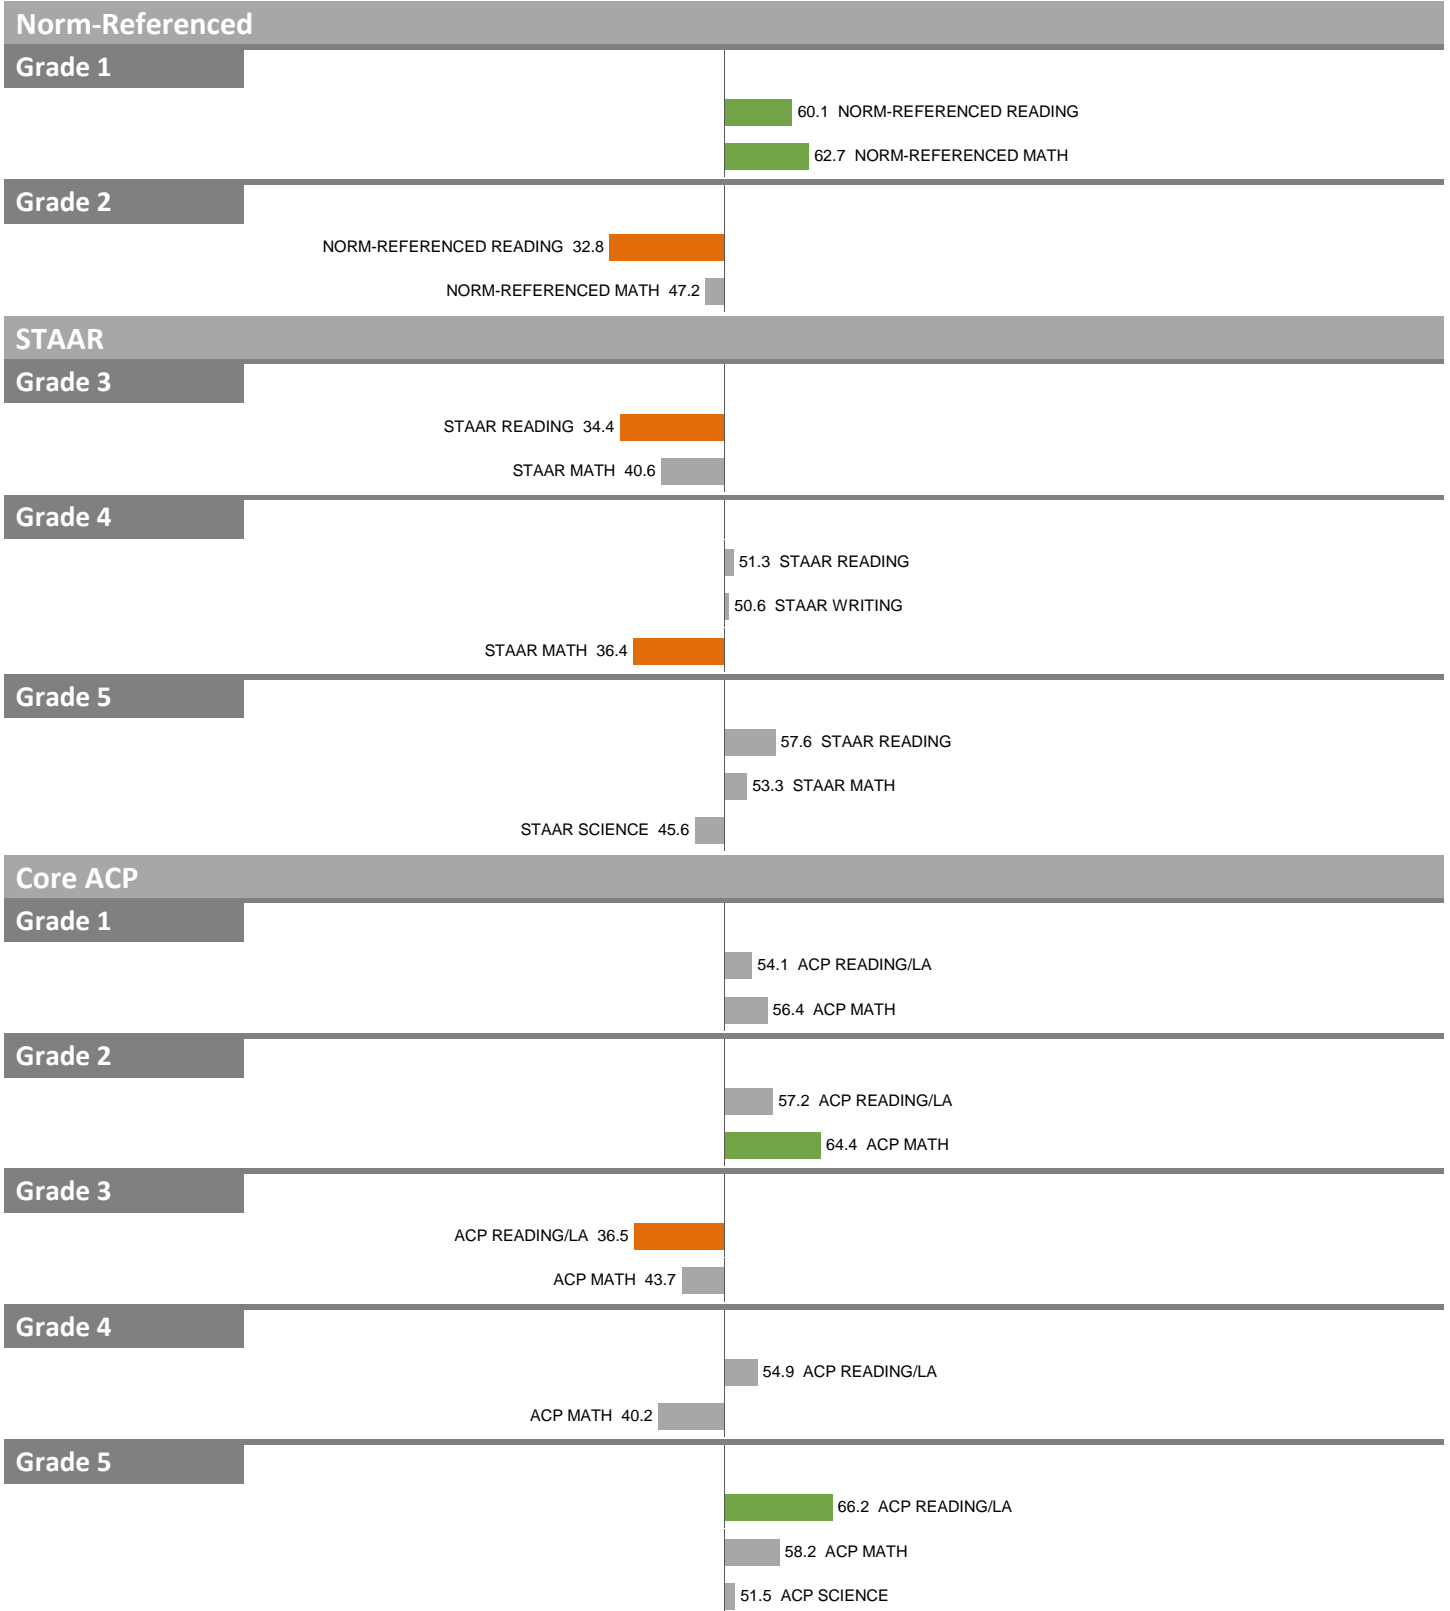 Norm-Referenced
Grade 1
60.1 NORM-REFERENCED READING
62.7 NORM-REFERENCED MATH
Grade 2
NORM-REFERENCED READING 32.8
NORM-REFERENCED MATH 47.2
STAAR
Grade 3
STAAR READING 34.4
STAAR MATH 40.6
Grade 4
51.3 STAAR READING
50.6 STAAR WRITING
STAAR MATH 36.4
Grade 5
57.6 STAAR READING
53.3 STAAR MATH
STAAR SCIENCE 45.6
Core ACP
Grade 1
54.1 ACP READING/LA
56.4 ACP MATH
Grade 2
57.2 ACP READING/LA
64.4 ACP MATH
Grade 3
ACP READING/LA 36.5
ACP MATH 43.7
Grade 4
54.9 ACP READING/LA
ACP MATH 40.2
Grade 5
66.2 ACP READING/LA
58.2 ACP MATH
51.5 ACP SCIENCE